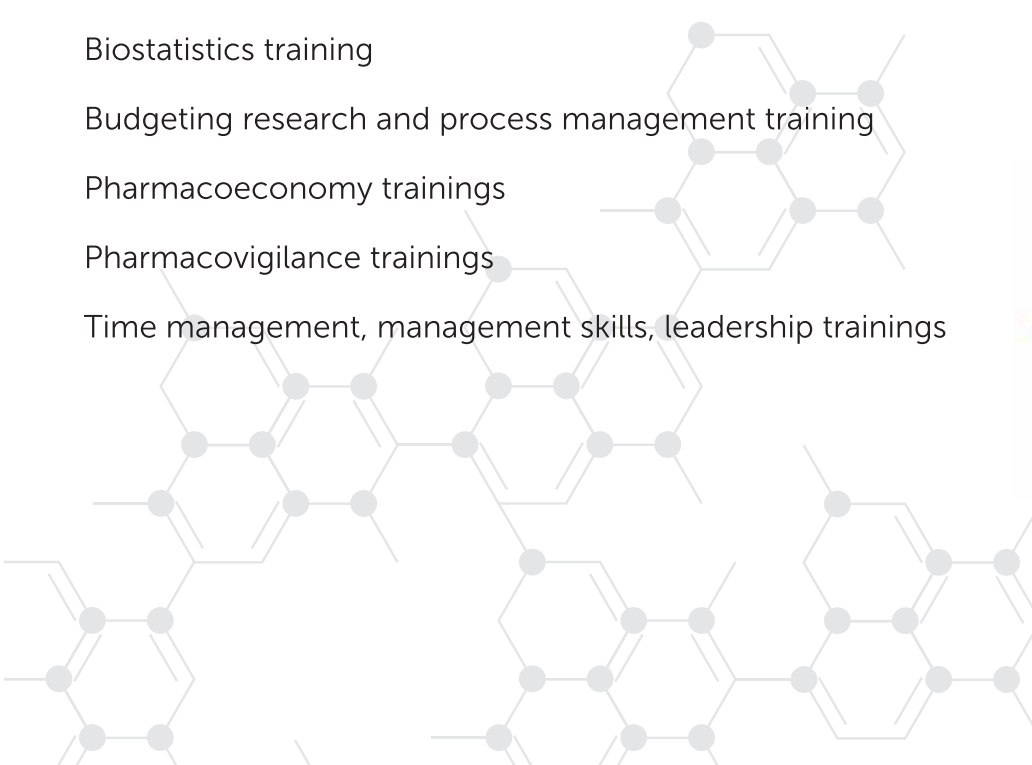 Biostatistics training
Budgeting research and process management training
Pharmacoeconomy trainings
Pharmacovigilance trainings
Time management, management skills, leadership trainings